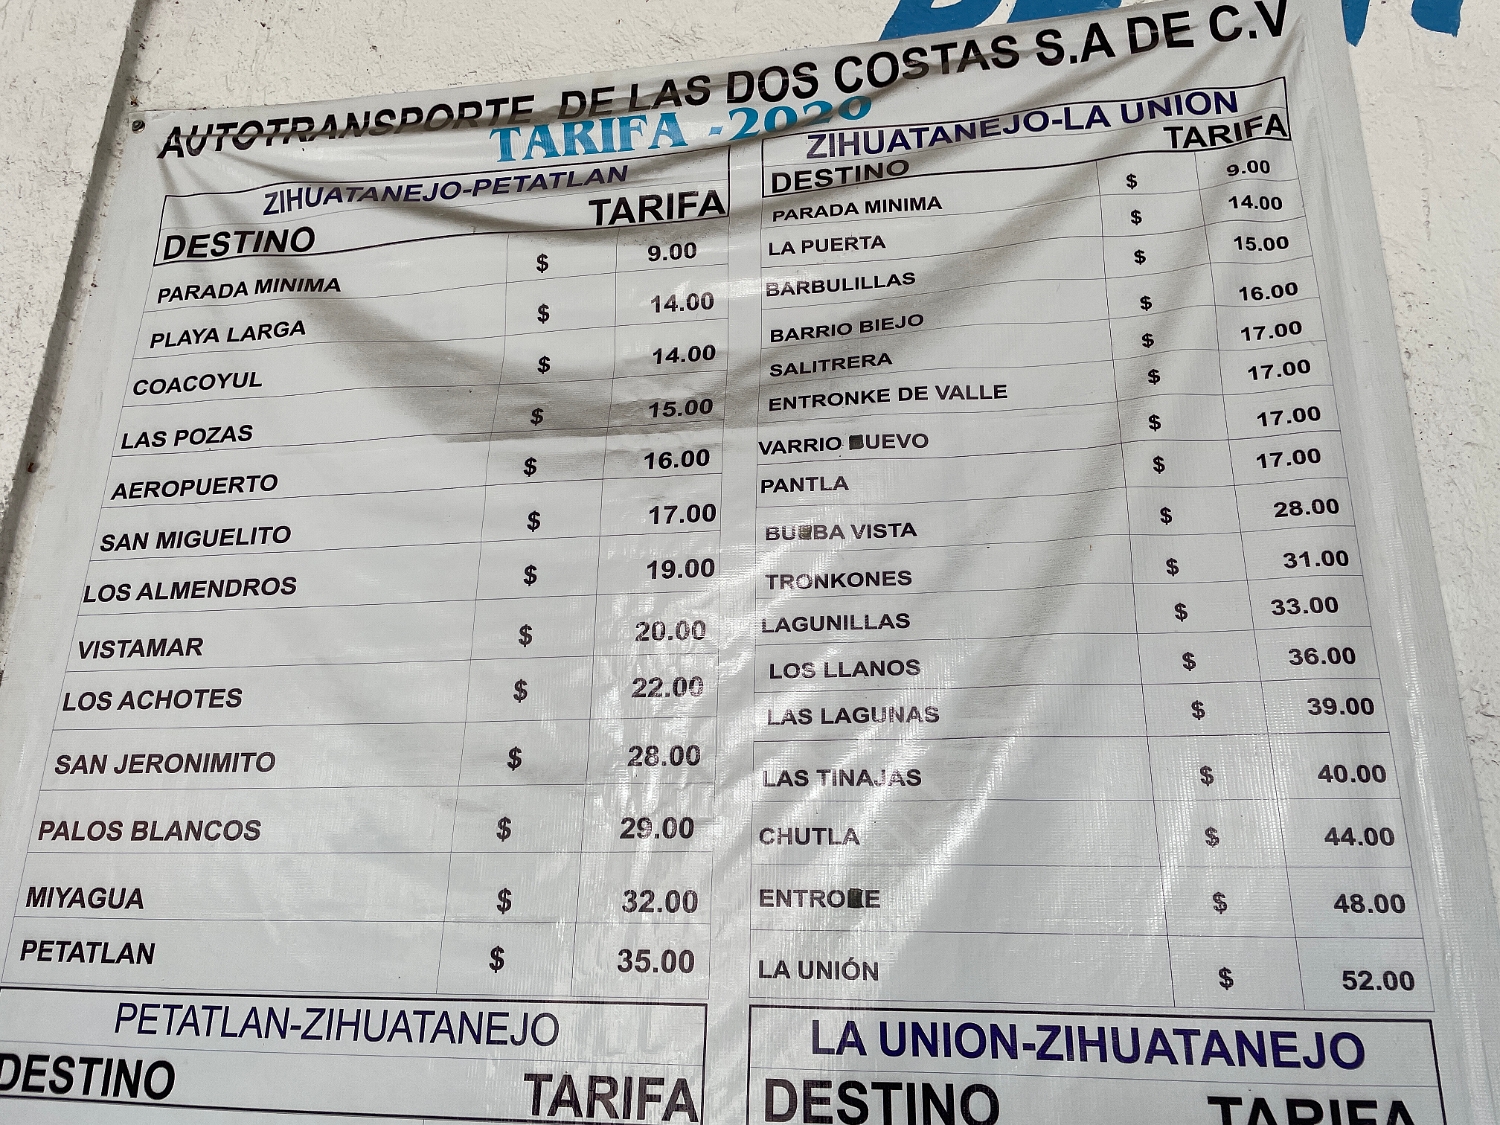 AUTOTRANSPORTE DE LAS DOS COSTAS S.A DE C.V
TARIFA -2020
ZIHUATANEJO-PETATLAN
DESTINO TARIFA
PARADA MINIMA $ 9.00
PLAYA LARGA $ 14.00
COACOYUL $ 14.00
LAS POZAS $ 15.00
AEROPUERTO $ 16.00
SAN MIGUELITO $ 17.00
LOS ALMENDROS $ 19.00
VISTAMAR $ 20.00
LOS ACHOTES $ 22.00
SAN JERONIMITO $ 28.00
PALOS BLANCOS $ 29.00
MIYAGUA $ 32.00
PETATLAN $ 35.00
PETATLAN-ZIHUATANEJO
DESTINO TARIFA
ZIHUATANEJO-LA UNION
DESTINO TARIFA
PARADA MINIMA $ 9.00
LA PUERTA $ 14.00
BARBULILLAS $ 15.00
BARRIO BIEJO $ 16.00
SALITRERA $ 17.00
ENTRONKE DE VALLE $ 17.00
VARRIO $ 17.00
PANTLA $ 17.00
VISTA $ 28.00
TRONKONES $ 31.00
LAGUNILLAS $ 33.00
LOS LLANOS $ 36.00
LAS LAGUNAS $ 39.00
LAS TINAJAS $ 40.00
CHUTLA $ 44.00
$ 48.00
LA UNIÓN $ 52.00
LA UNION-ZIHUATANEJO
DESTINO TARIFA